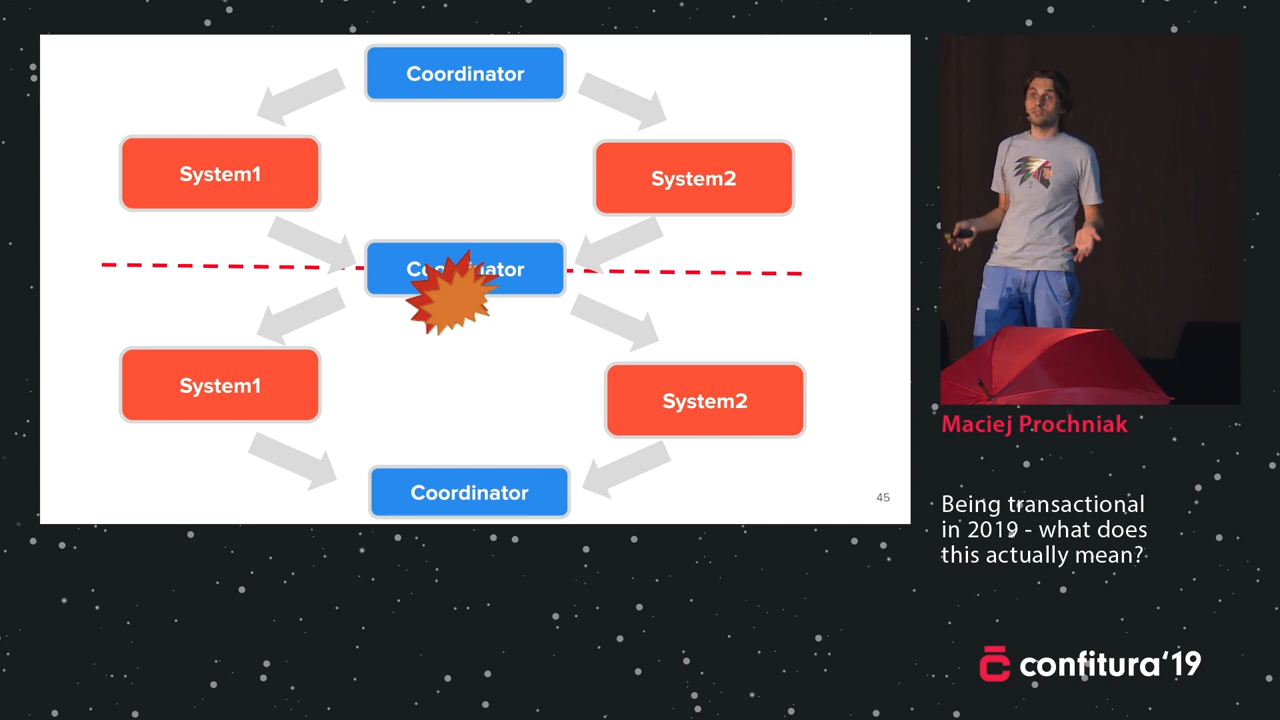 Coordinator
System1
System2
Coordinator
System1
System2
Coordinator
45
Maciej Prochniak
Being transactional
in 2019 - what does
this actually mean?
confitura'19